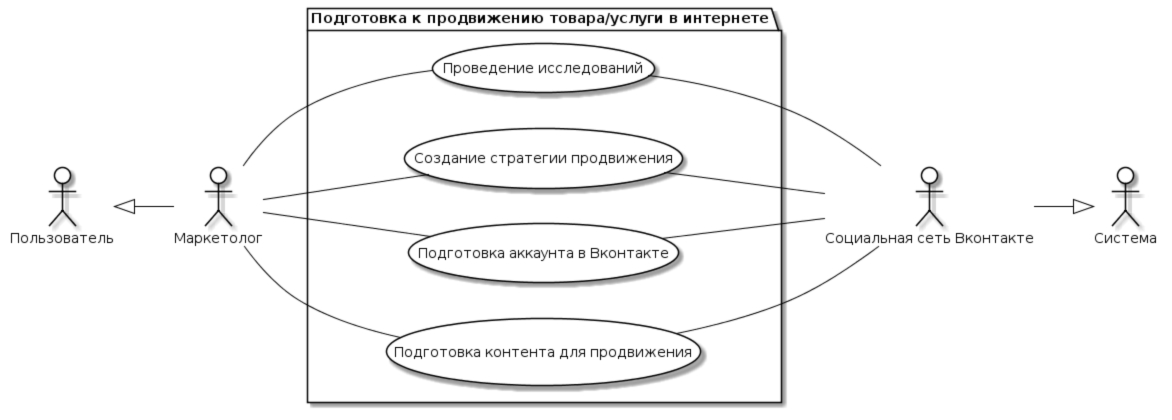 Подготовка к продвижению товара/услуги в интернете
Проведение исследований
Создание стратегии продвижения
Пользователь
Маркетолог
Социальная сеть Вконтакте
Система
Подготовка аккаунта в Вконтакте
Подготовка контента для продвижения